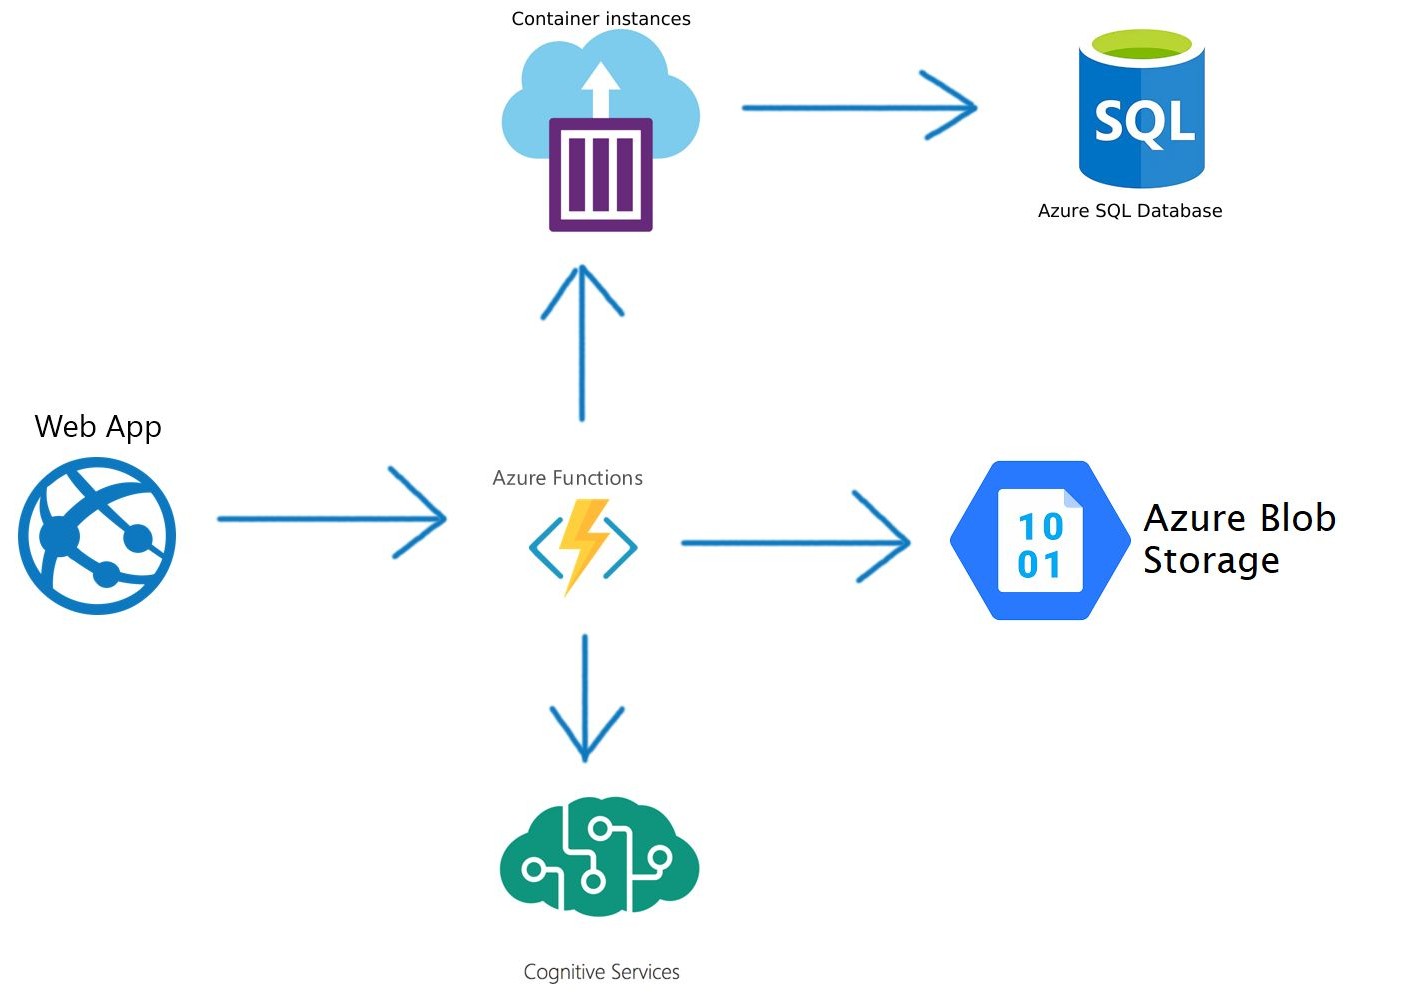 Container instances
SQL
Azure SQL Database
Web App
Azure Functions
10
01
Azure Blob
Storage
Cognitive Services